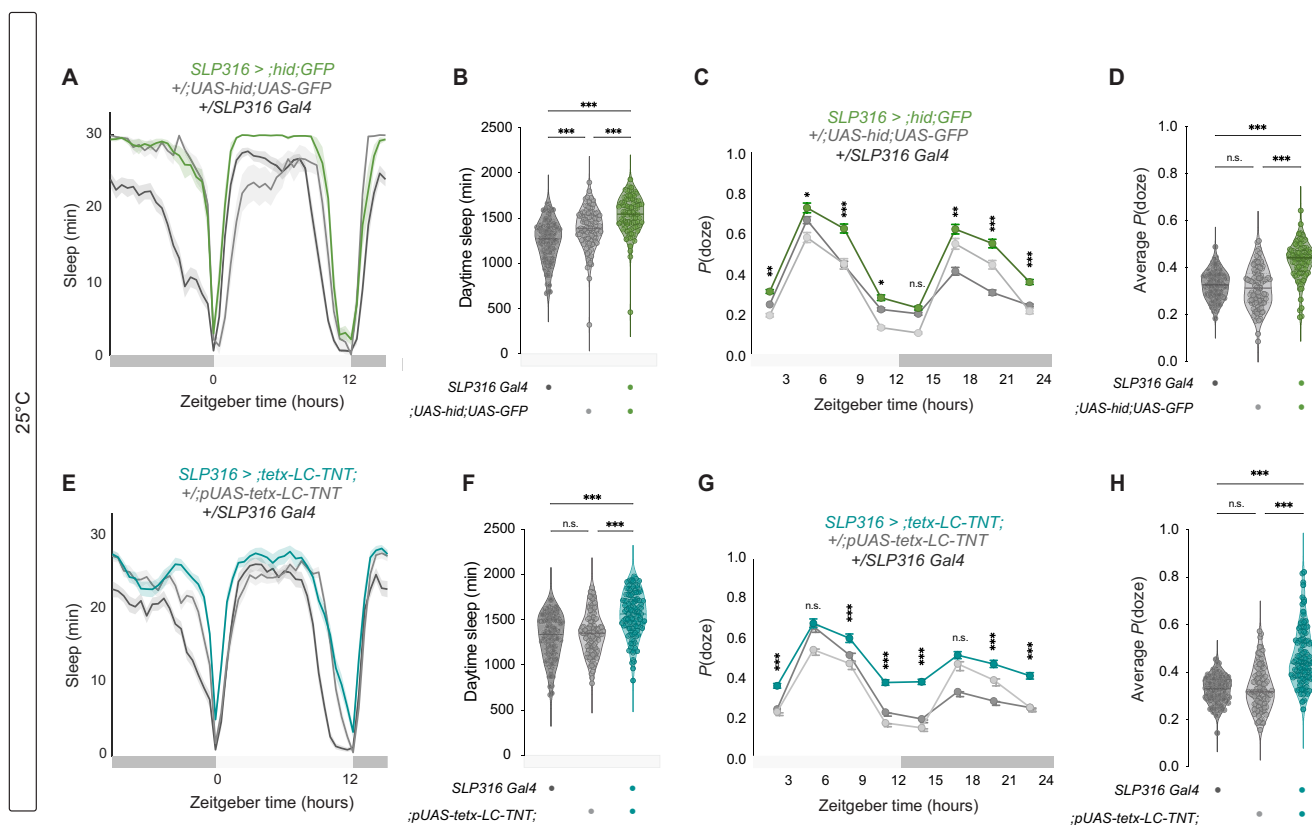 25°C
A
SLP316 > ;hid;GFP
+/;UAS-hid;UAS-GFP
+/SLP316 Gal4
Sleep (min)
30
20
10
0
0
12
Zeitgeber time (hours)
B
***
***
***
Daytime sleep (min)
2500
2000
1500
1000
500
0
SLP316 Gal4
;UAS-hid;UAS-GFP
C
SLP316 > ;hid;GFP
+/;UAS-hid;UAS-GFP
+/SLP316 Gal4
P(doze)
1.0
0.8
0.6
0.4
0.2
0.0
**
*
***
*
n.s.
**
***
***
3 6 9 12 15 18 21 24
Zeitgeber time (hours)
D
***
n.s.
***
Average P(doze)
1.0
0.8
0.6
0.4
0.2
0.0
SLP316 Gal4
;UAS-hid;UAS-GFP
E
SLP316 > ;tetx-LC-TNT;
+/;pUAS-tetx-LC-TNT
+/SLP316 Gal4
Sleep (min)
30
20
10
0
0
12
Zeitgeber time (hours)
F
***
n.s.
***
Daytime sleep (min)
2500
2000
1500
1000
500
0
SLP316 Gal4
;pUAS-tetx-LC-TNT;
G
SLP316 > ;tetx-LC-TNT;
+/;pUAS-tetx-LC-TNT
+/SLP316 Gal4
P(doze)
1.0
0.8
0.6
0.4
0.2
0.0
***
n.s.
***
***
***
n.s.
***
***
3 6 9 12 15 18 21 24
Zeitgeber time (hours)
H
***
n.s.
***
Average P(doze)
1.0
0.8
0.6
0.4
0.2
0.0
SLP316 Gal4
;pUAS-tetx-LC-TNT;